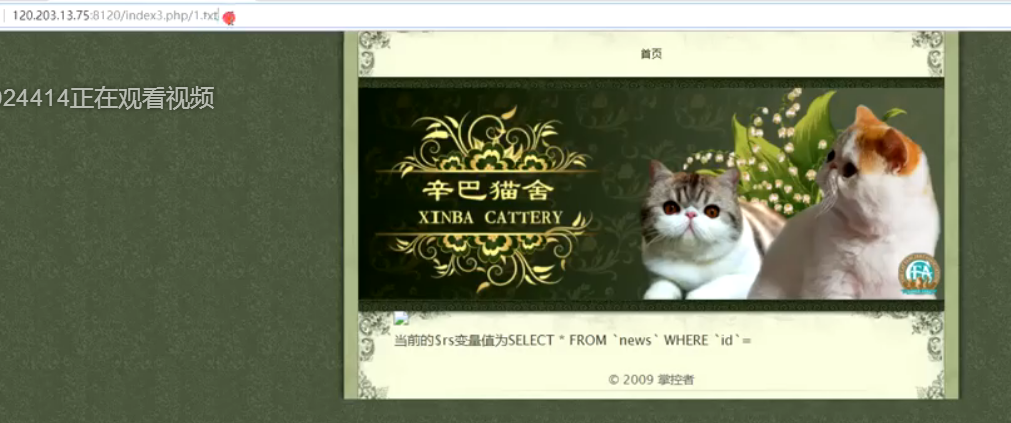 120.203.13.75:8120/index3.php/1.txt
首页
024414正在观看视频
辛巴猫舍
XINBA CATTERY
当前的$rs变量值为SELECT * FROM `news` WHERE `id`=
© 2009 掌控者